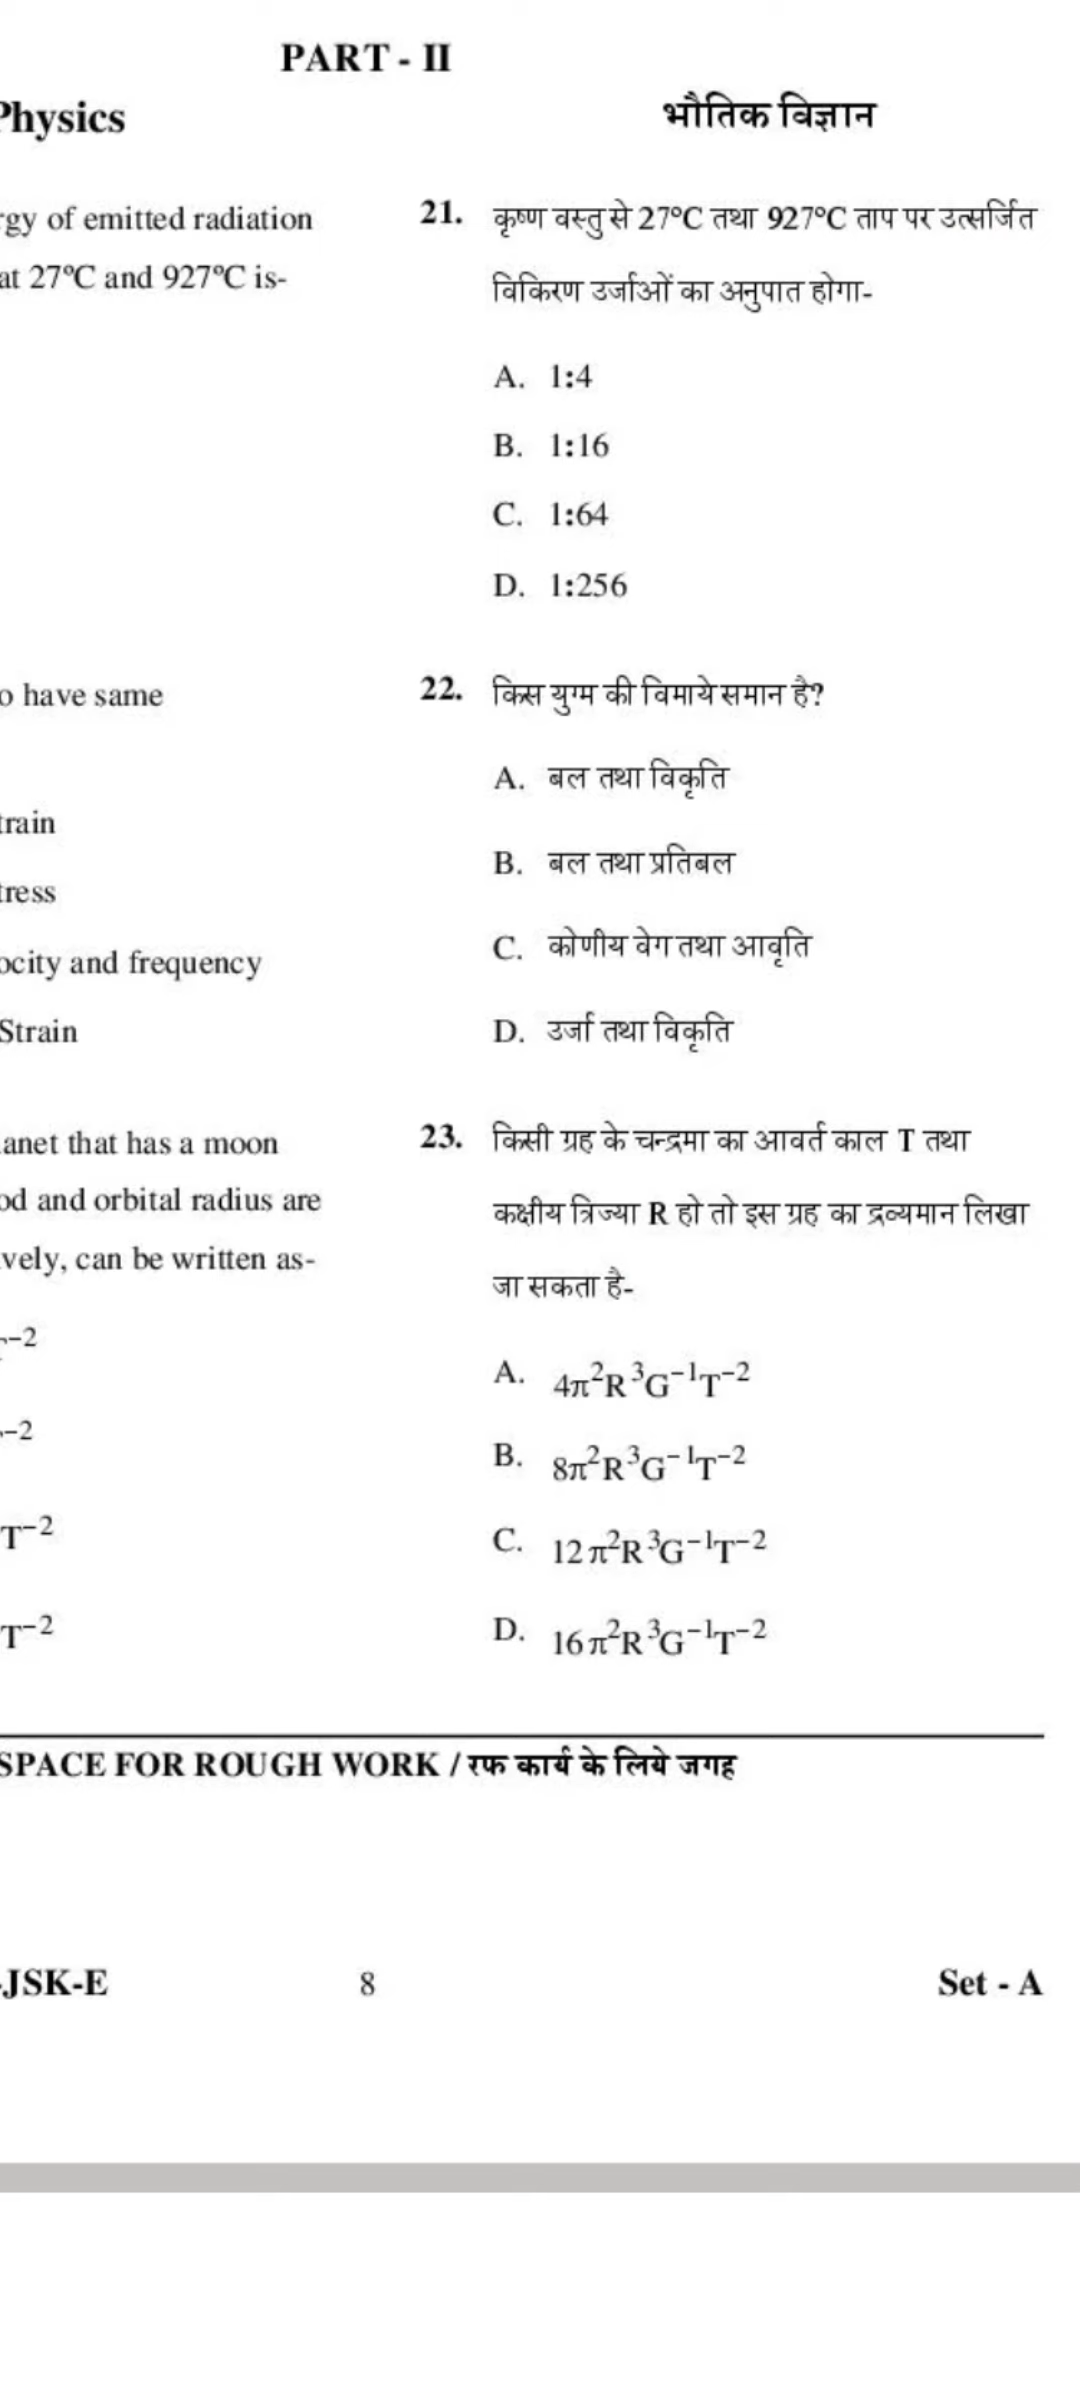 PART - II
Physics
भौतिक विज्ञान
gy of emitted radiation
at 27°C and 927°C is-
21. कृष्ण वस्तु से 27°C तथा 927°C ताप पर उत्सर्जित
विकिरण उर्जाओं का अनुपात होगा-
A. 1:4
B. 1:16
C. 1:64
D. 1:256
o have same
train
tress
ocity and frequency
Strain
22. किस युग्म की विमाये समान है?
A. बल तथा विकृति
B. बल तथा प्रतिबल
C. कोणीय वेग तथा आवृति
D. उर्जा तथा विकृति
anet that has a moon
od and orbital radius are
vely, can be written as-
−2
−2
T⁻²
T⁻²
23. किसी ग्रह के चन्द्रमा का आवर्त काल T तथा
कक्षीय त्रिज्या R हो तो इस ग्रह का द्रव्यमान लिखा
जा सकता है-
A. 4π²R³G⁻¹T⁻²
B. 8π²R³G⁻¹T⁻²
C. 12π²R³G⁻¹T⁻²
D. 16π²R³G⁻¹T⁻²
SPACE FOR ROUGH WORK / रफ कार्य के लिये जगह
-JSK-E 8 Set - A